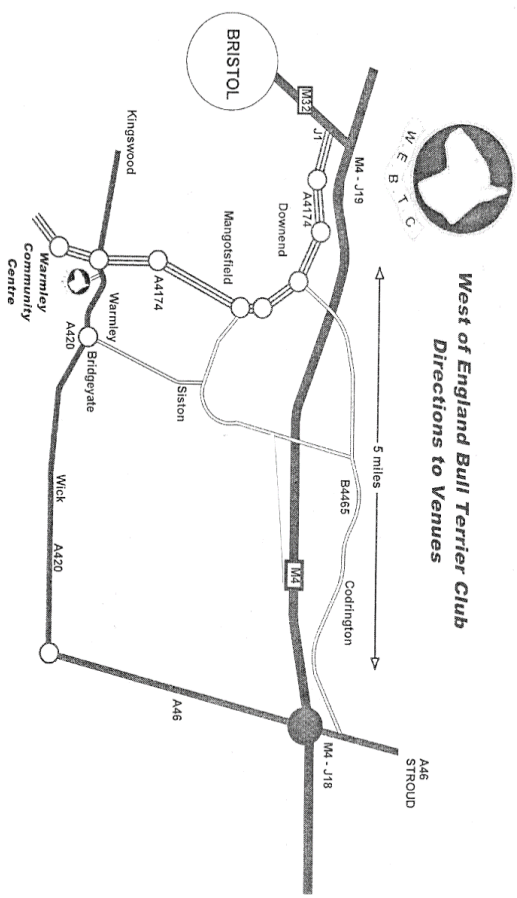 West of England Bull Terrier Club
Directions to Venues
W E B T C
5 miles
A46
STROUD
M4 - J19
M4 - J18
B4465
Codrington
M32
J1
BRISTOL
A4174
Downend
M4
Mangotsfield
A46
Siston
A4174
Kingswood
Warmley
Bridgeyate
A420
Wick
A420
Warmley
Community
Centre